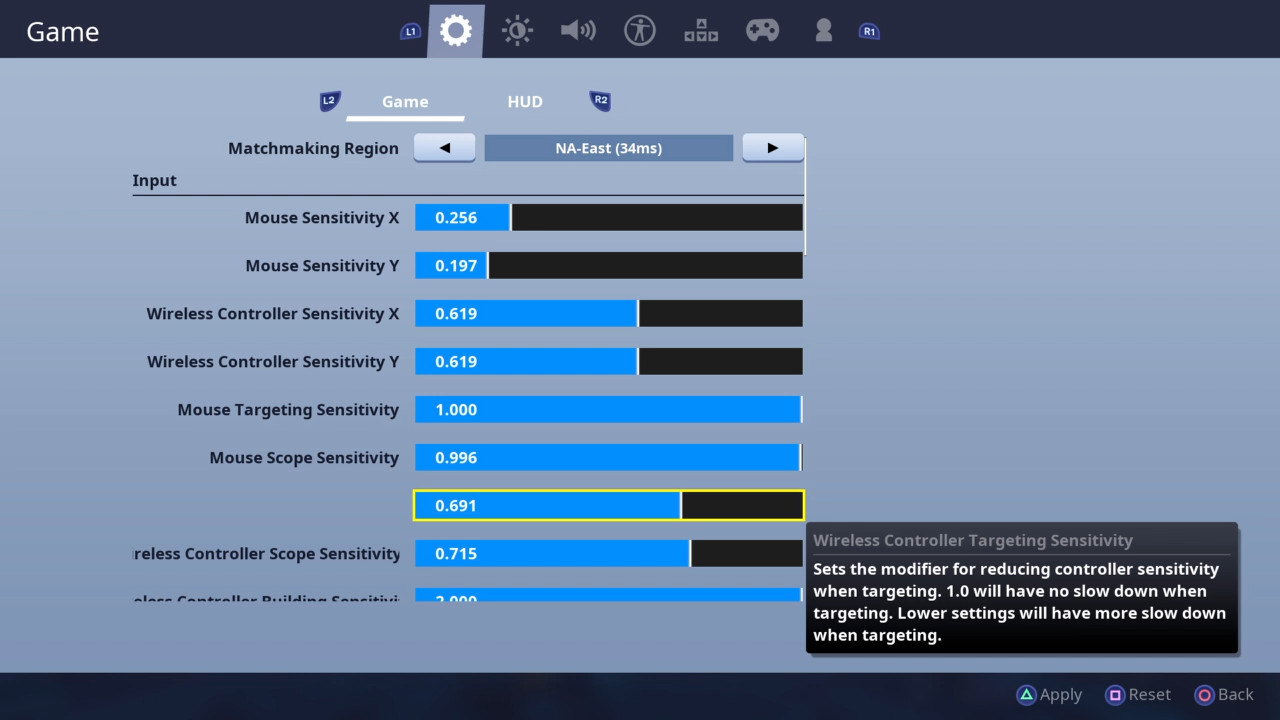 Game
L1
R1
L2
Game
HUD
R2
Matchmaking Region
NA-East (34ms)
Input
Mouse Sensitivity X
0.256
Mouse Sensitivity Y
0.197
Wireless Controller Sensitivity X
0.619
Wireless Controller Sensitivity Y
0.619
Mouse Targeting Sensitivity
1.000
Mouse Scope Sensitivity
0.996
0.691
Wireless Controller Targeting Sensitivity
Sets the modifier for reducing controller sensitivity
when targeting. 1.0 will have no slow down when
targeting. Lower settings will have more slow down
when targeting.
ireless Controller Scope Sensitivity
0.715
Controller Building
2.000
Apply
Reset
Back